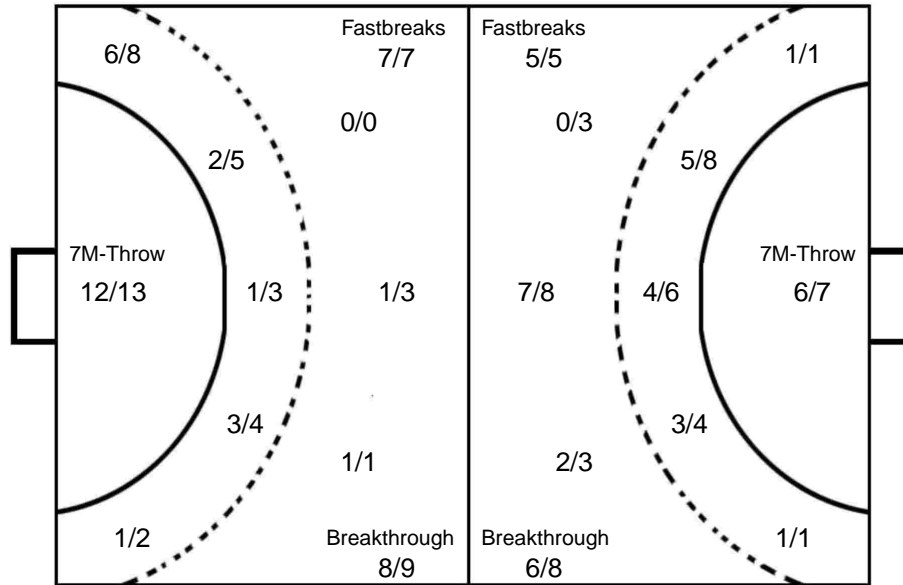 Fastbreaks Fastbreaks
6/8 7/7 5/5 1/1
0/0 0/3
2/5 5/8
7M-Throw 7M-Throw
12/13 1/3 1/3 7/8 4/6 6/7
3/4 3/4
1/1 2/3
1/2 Breakthrough Breakthrough 1/1
8/9 6/8